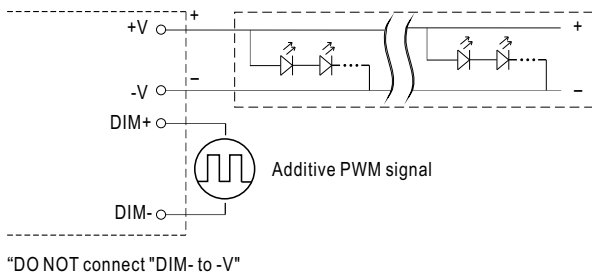 +V
+
+
-V
−
−
DIM+
Additive PWM signal
DIM-
“DO NOT connect "DIM- to -V"